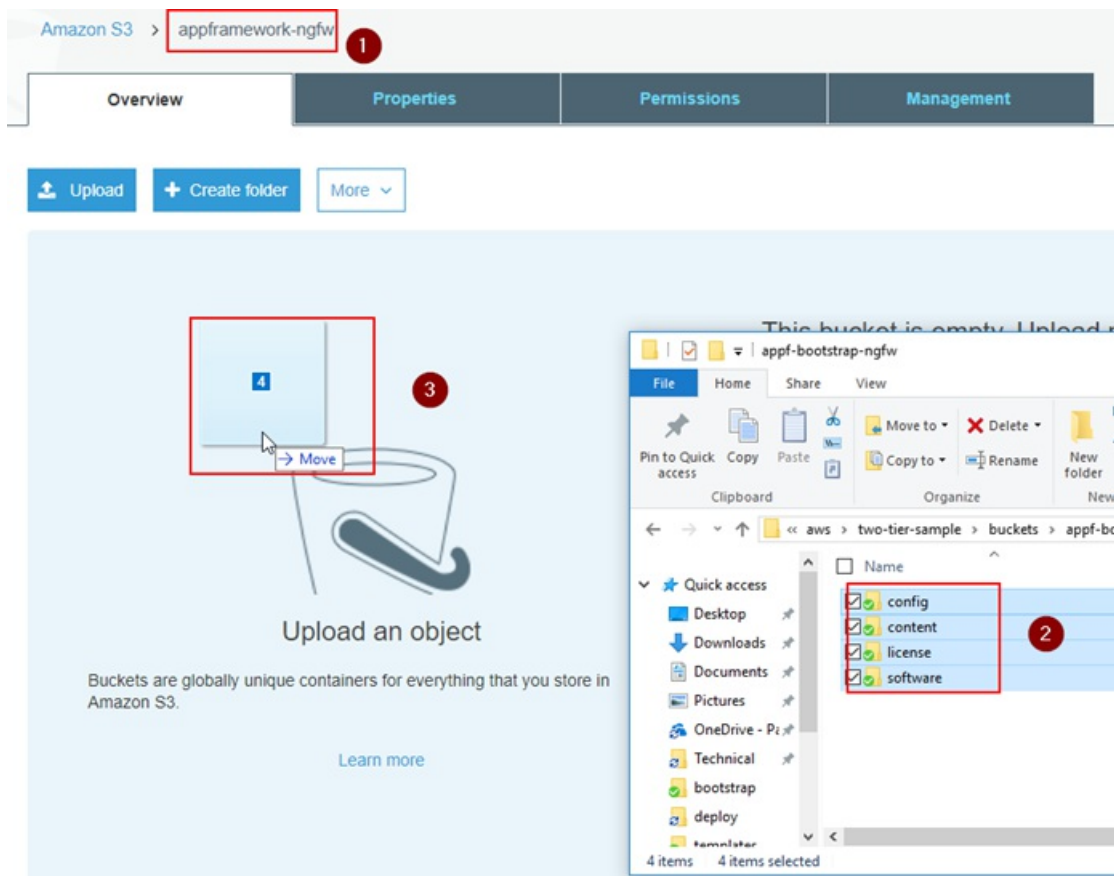 Amazon S3 > appframework-ngfw
1
Overview Properties Permissions Management
Upload + Create folder More
This bucket is empty. Upload
4
3
→ Move
Upload an object
Buckets are globally unique containers for everything that you store in
Amazon S3.
Learn more
appf-bootstrap-ngfw
File Home Share View
Pin to Quick access
Copy
Paste
Move to
Copy to
Delete
Rename
New folder
Clipboard
Organize
New
« aws > two-tier-sample > buckets > appf-bo
Name
Quick access
Desktop
Downloads
Documents
Pictures
OneDrive - Pa
Technical
bootstrap
deploy
config
content
license
software
2
4 items 4 items selected